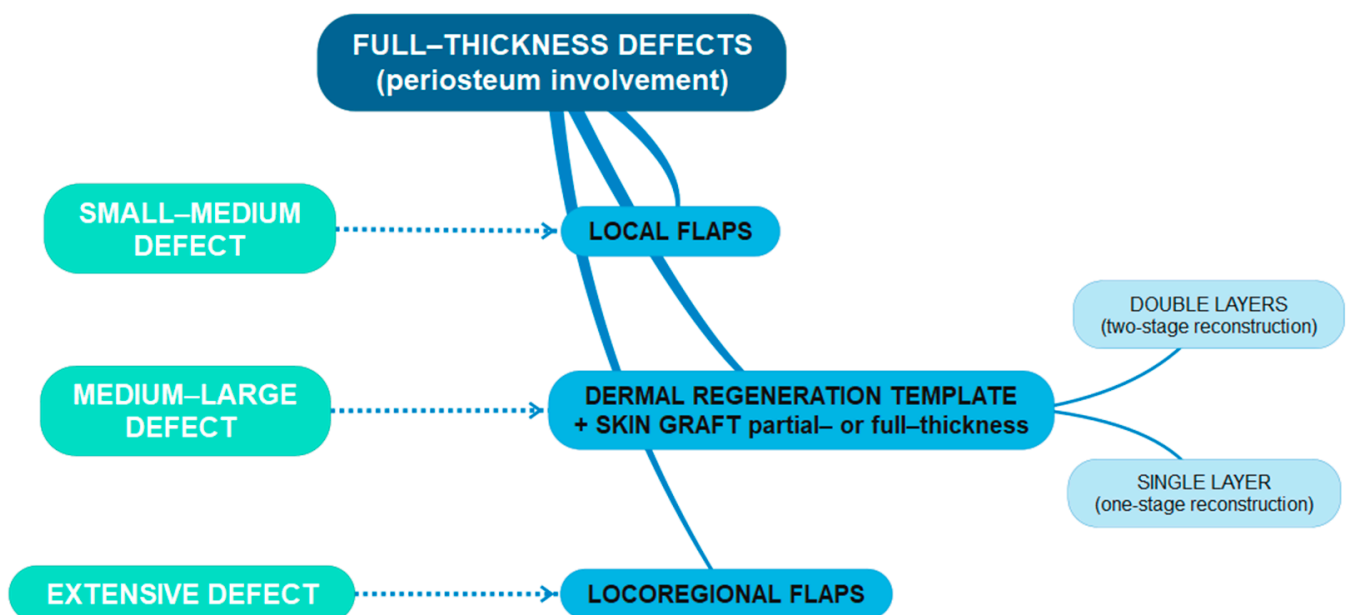 FULL–THICKNESS DEFECTS
(periosteum involvement)
SMALL–MEDIUM
DEFECT
LOCAL FLAPS
DOUBLE LAYERS
(two-stage reconstruction)
MEDIUM–LARGE
DEFECT
DERMAL REGENERATION TEMPLATE
+ SKIN GRAFT partial– or full–thickness
SINGLE LAYER
(one-stage reconstruction)
EXTENSIVE DEFECT
LOCOREGIONAL FLAPS